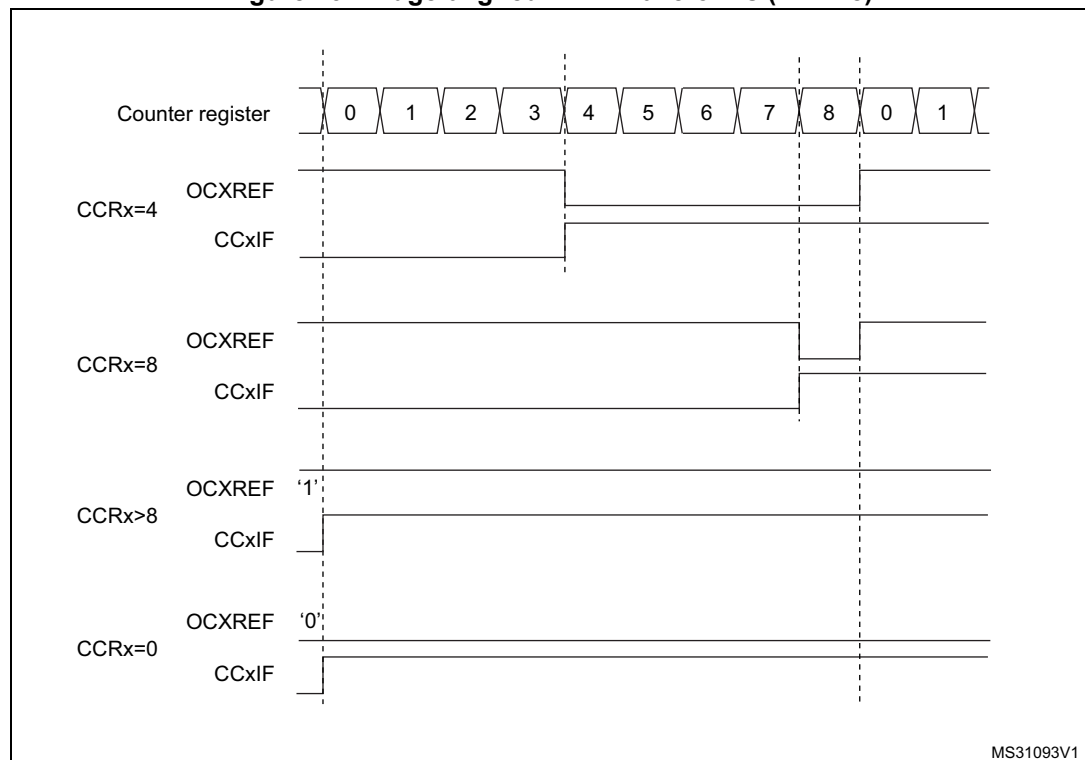 Counter register 0 1 2 3 4 5 6 7 8 0 1
OCXREF
CCRx=4
CCxIF
OCXREF
CCRx=8
CCxIF
OCXREF '1'
CCRx>8
CCxIF
OCXREF '0'
CCRx=0
CCxIF
MS31093V1